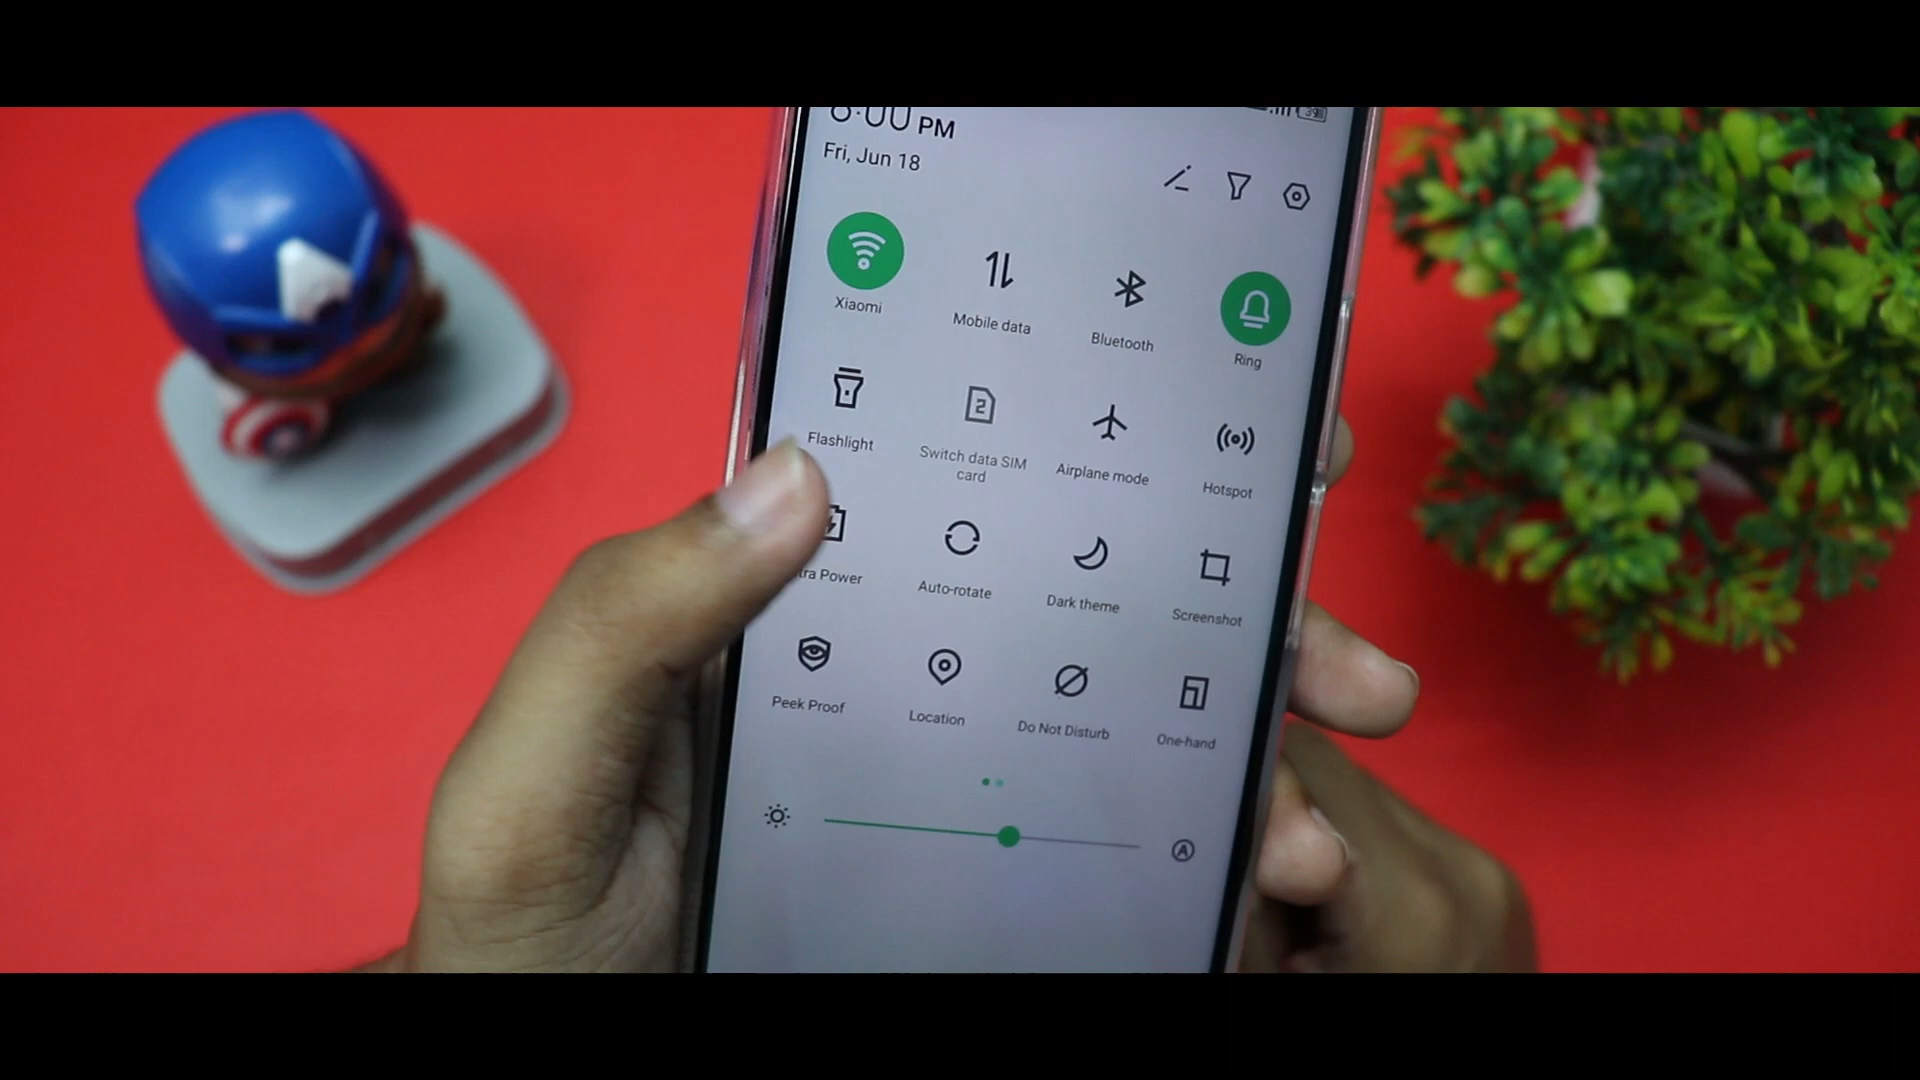 PM
Fri, Jun 18
Xiaomi
Mobile data
Bluetooth
Ring
Flashlight
Switch data SIM
card
Airplane mode
Hotspot
Power
Auto-rotate
Dark theme
Screenshot
Peek Proof
Location
Do Not Disturb
One-hand
A